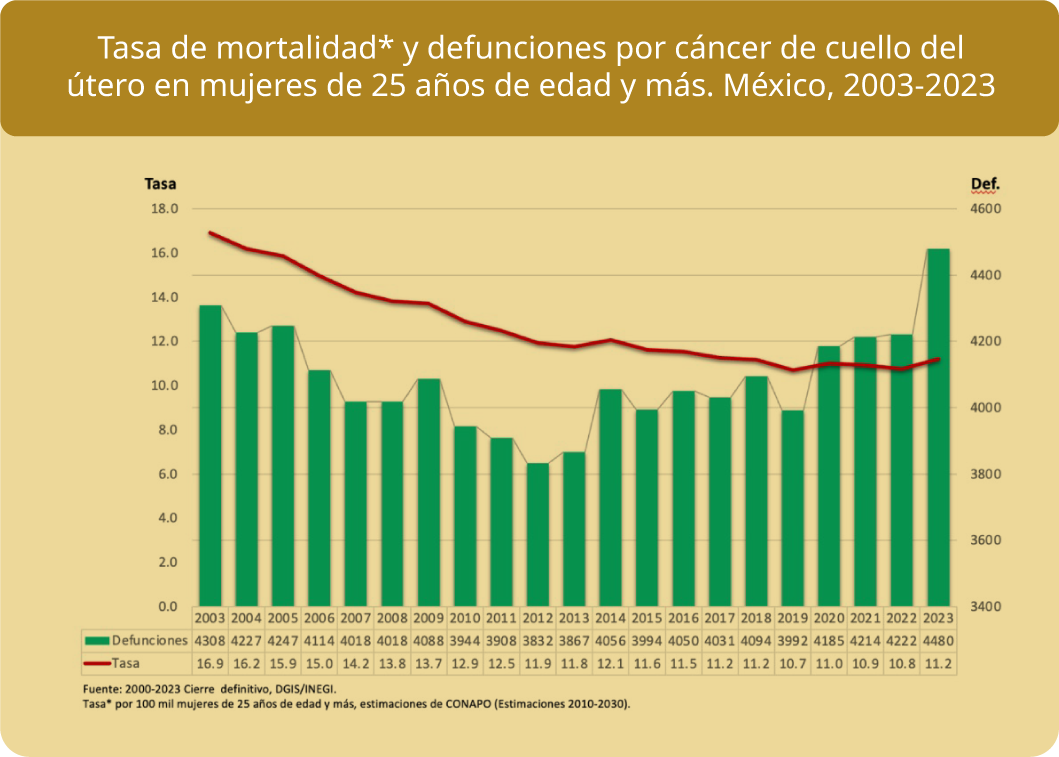 Tasa de mortalidad* y defunciones por cáncer de cuello del
útero en mujeres de 25 años de edad y más. México, 2003-2023
Tasa Def.
18.0 4600
16.0
4400
14.0
12.0 4200
10.0
4000
8.0
6.0 3800
4.0
3600
2.0
0.0 3400
2003 2004 2005 2006 2007 2008 2009 2010 2011 2012 2013 2014 2015 2016 2017 2018 2019 2020 2021 2022 2023
Defunciones 4308 4227 4247 4114 4018 4018 4088 3944 3908 3832 3867 4056 3994 4050 4031 4094 3992 4185 4214 4222 4480
Tasa 16.9 16.2 15.9 15.0 14.2 13.8 13.7 12.9 12.5 11.9 11.8 12.1 11.6 11.5 11.2 11.2 10.7 11.0 10.9 10.8 11.2
Fuente: 2000-2023 Cierre definitivo, DGIS/INEGI.
Tasa* por 100 mil mujeres de 25 años de edad y más, estimaciones de CONAPO (Estimaciones 2010-2030).